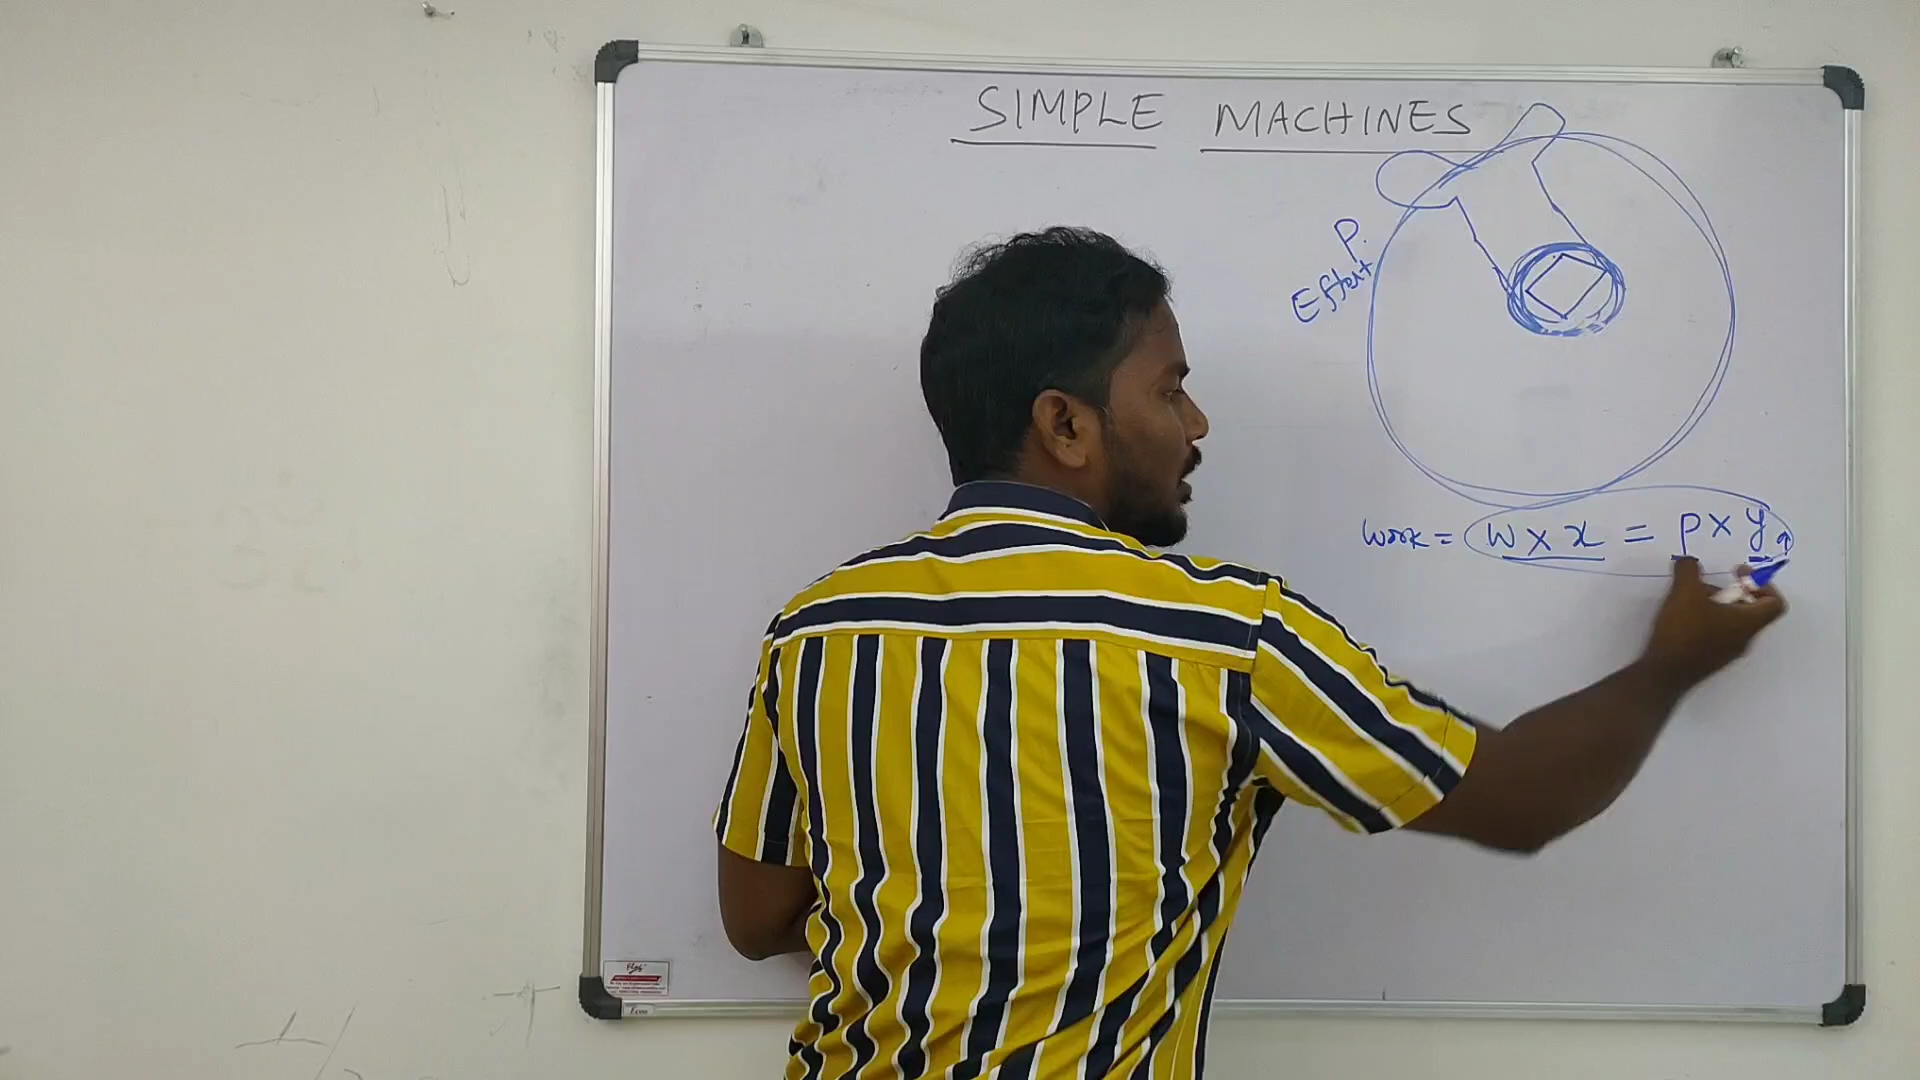 SIMPLE MACHINES
P.
Effort
Work = W × x = P × y